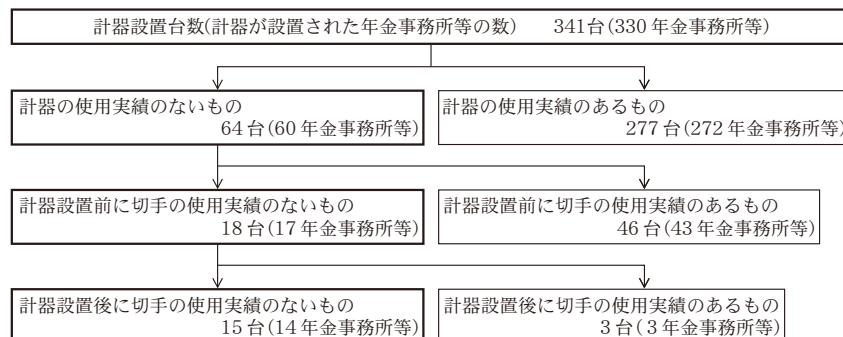 計器設置台数(計器が設置された年金事務所等の数) 341台(330年金事務所等)
計器の使用実績のないもの
64台(60年金事務所等)
計器の使用実績のあるもの
277台(272年金事務所等)
計器設置前に切手の使用実績のないもの
18台(17年金事務所等)
計器設置前に切手の使用実績のあるもの
46台(43年金事務所等)
計器設置後に切手の使用実績のないもの
15台(14年金事務所等)
計器設置後に切手の使用実績のあるもの
3台(3年金事務所等)